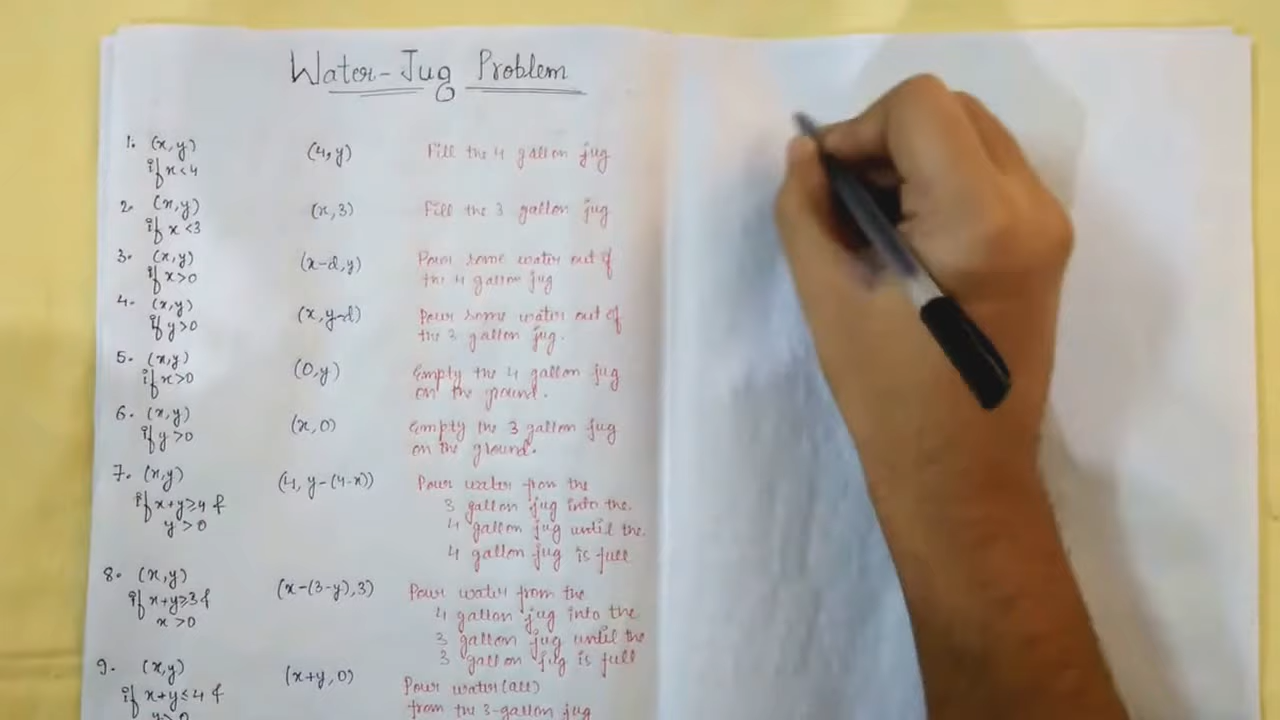 Water-Jug Problem
1. (x,y) (4,y) Fill the 4 gallon jug
if x<4
2. (x,y) (x,3) Fill the 3 gallon jug
if x<3
3. (x,y) (x-d,y) Pour some water out of
if x>0 the 4 gallon jug
4. (x,y) (x,y-d) Pour some water out of
if y>0 the 3 gallon jug.
5. (x,y) (0,y) Empty the 4 gallon jug
if x>0 on the ground.
6. (x,y) (x,0) Empty the 3 gallon jug
if y>0 on the ground.
7. (x,y) (4, y-(4-x)) Pour water from the
if x+y≥4 & 3 gallon jug into the
y>0 4 gallon jug until the
4 gallon jug is full
8. (x,y) (x-(3-y),3) Pour water from the
if x+y≥3 & 4 gallon jug into the
x>0 3 gallon jug until the
3 gallon jug is full
9. (x,y) (x+y,0) Pour water (all)
if x+y≤4 & from the 3-gallon jug
y>0